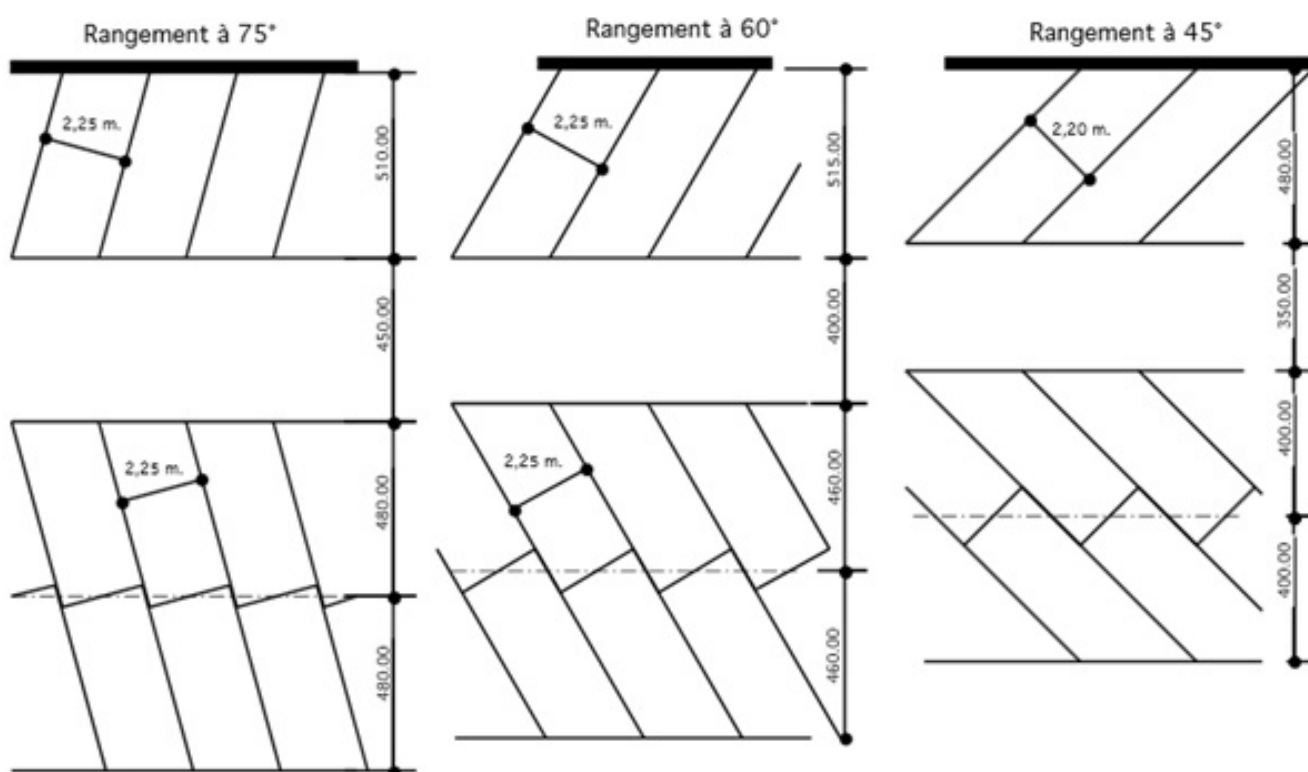 Rangement à 75°
2,25 m.
510.00
450.00
2,25 m.
480.00
480.00
Rangement à 60°
2,25 m.
515.00
400.00
2,25 m.
460.00
460.00
Rangement à 45°
2,20 m.
480.00
350.00
400.00
400.00